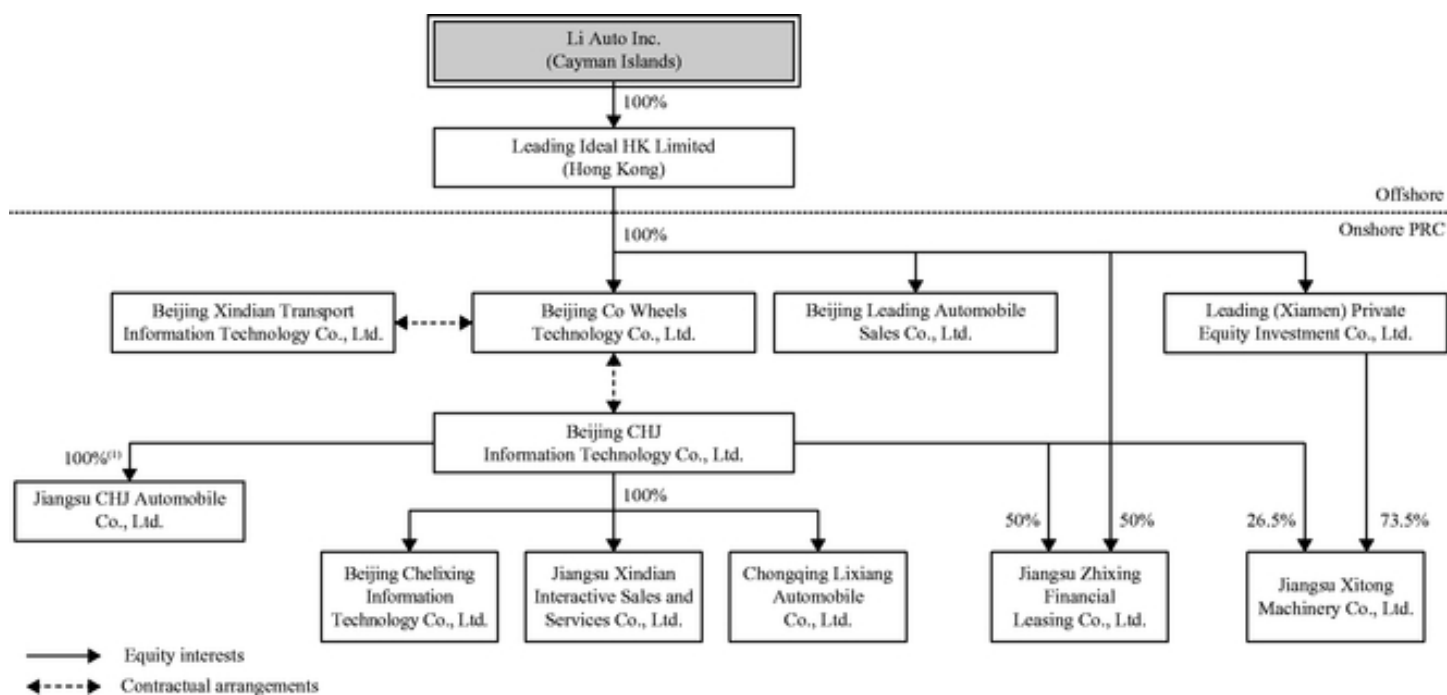 Li Auto Inc.
(Cayman Islands)
100%
Leading Ideal HK Limited
(Hong Kong)
Offshore
Onshore PRC
100%
Beijing Xindian Transport
Information Technology Co., Ltd.
Beijing Co Wheels
Technology Co., Ltd.
Beijing Leading Automobile
Sales Co., Ltd.
Leading (Xiamen) Private
Equity Investment Co., Ltd.
Beijing CHJ
Information Technology Co., Ltd.
100%(1)
Jiangsu CHJ Automobile
Co., Ltd.
100%
50%
50%
26.5%
73.5%
Beijing Chelixing
Information
Technology Co., Ltd.
Jiangsu Xindian
Interactive Sales and
Services Co., Ltd.
Chongqing Lixiang
Automobile
Co., Ltd.
Jiangsu Zhixing
Financial
Leasing Co., Ltd.
Jiangsu Xitong
Machinery Co., Ltd.
Equity interests
Contractual arrangements